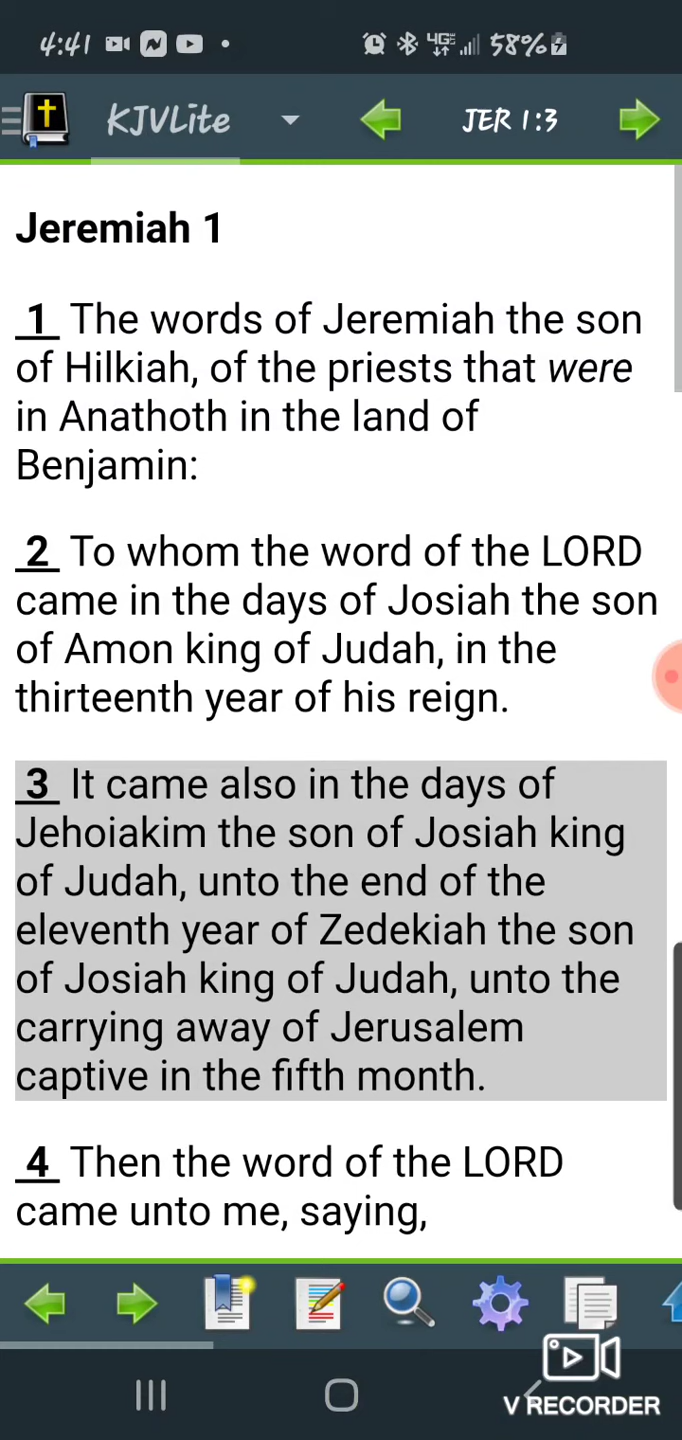 4:41 4G 58%
KJVLite JER 1:3
Jeremiah 1
1 The words of Jeremiah the son
of Hilkiah, of the priests that were
in Anathoth in the land of
Benjamin:
2 To whom the word of the LORD
came in the days of Josiah the son
of Amon king of Judah, in the
thirteenth year of his reign.
3 It came also in the days of
Jehoiakim the son of Josiah king
of Judah, unto the end of the
eleventh year of Zedekiah the son
of Josiah king of Judah, unto the
carrying away of Jerusalem
captive in the fifth month.
4 Then the word of the LORD
came unto me, saying,
V RECORDER